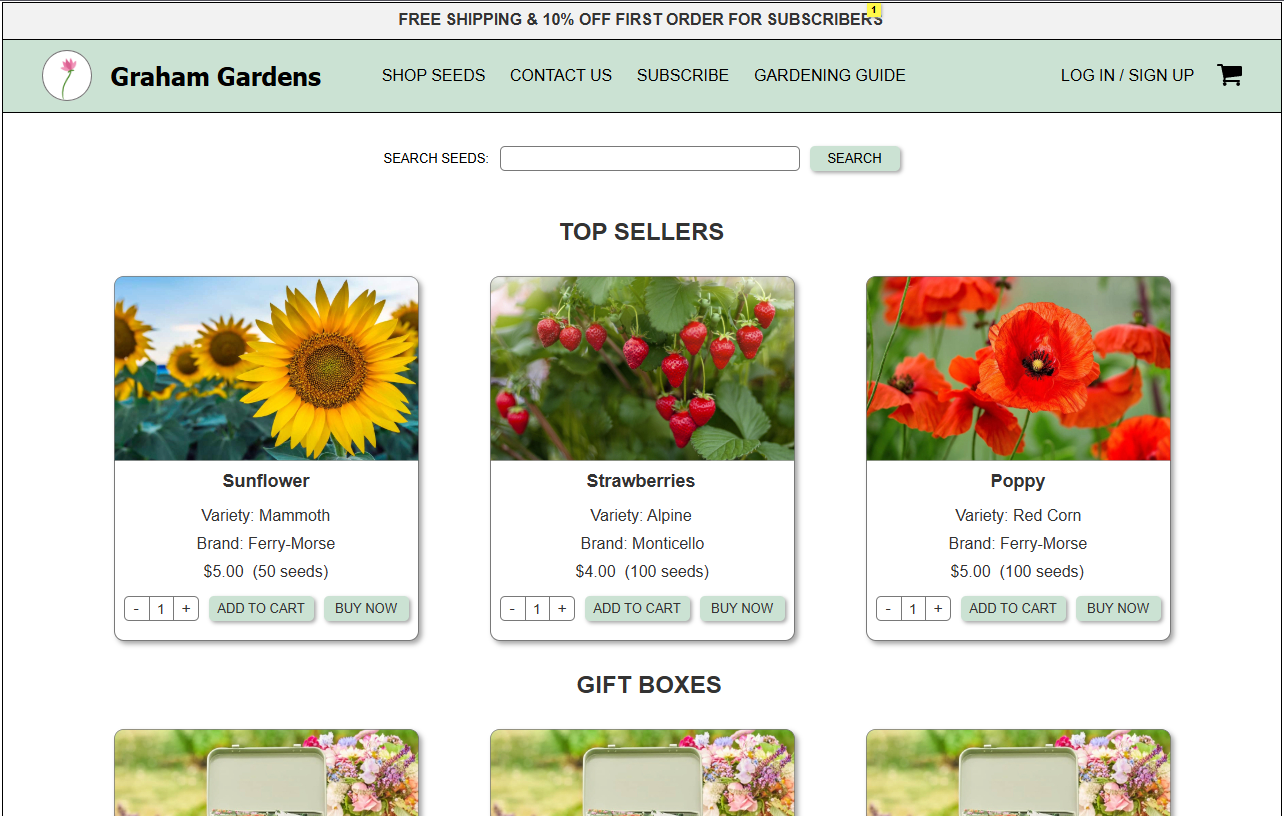 FREE SHIPPING & 10% OFF FIRST ORDER FOR SUBSCRIBERS
1
Graham Gardens SHOP SEEDS CONTACT US SUBSCRIBE GARDENING GUIDE LOG IN / SIGN UP
SEARCH SEEDS: SEARCH
TOP SELLERS
Sunflower
Variety: Mammoth
Brand: Ferry-Morse
$5.00 (50 seeds)
- 1 + ADD TO CART BUY NOW
Strawberries
Variety: Alpine
Brand: Monticello
$4.00 (100 seeds)
- 1 + ADD TO CART BUY NOW
Poppy
Variety: Red Corn
Brand: Ferry-Morse
$5.00 (100 seeds)
- 1 + ADD TO CART BUY NOW
GIFT BOXES